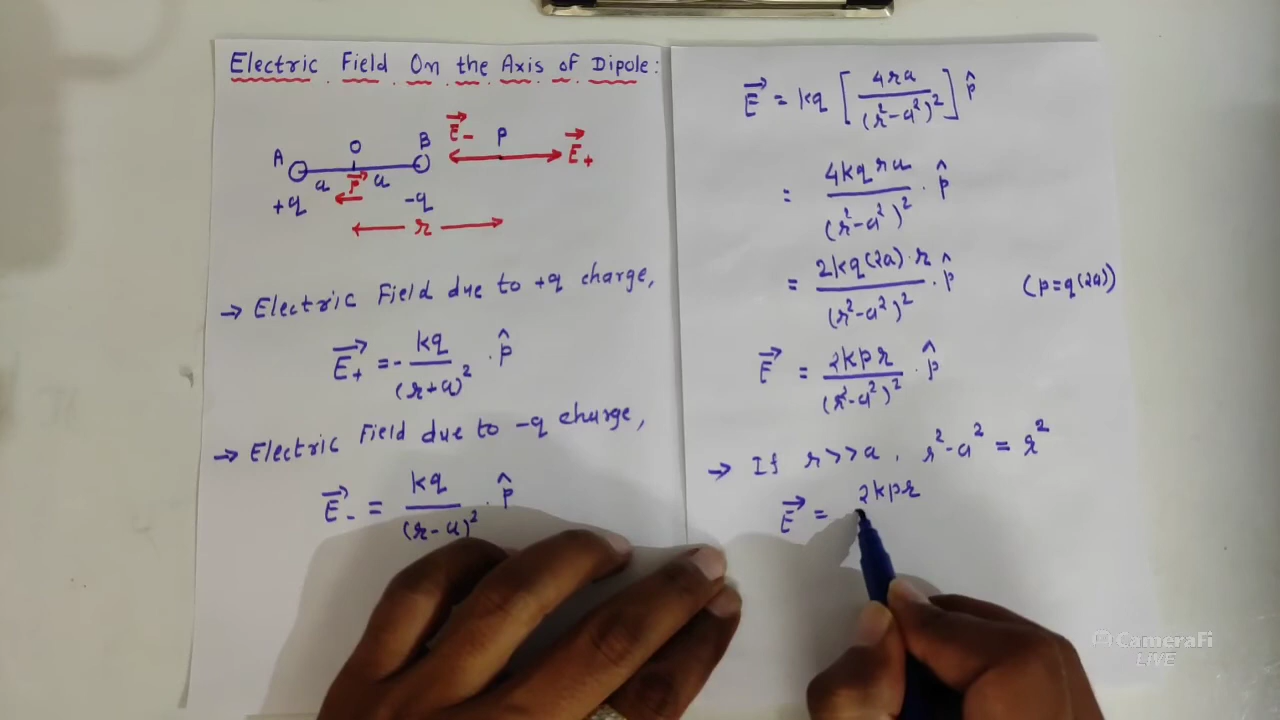 Electric Field On the Axis of Dipole:
A O B E⃗₋ P E⃗₊
a p⃗ a
+q -q
r
→ Electric Field due to +q charge,
E⃗₊ = - kq / (r+a)² · p̂
→ Electric Field due to -q charge,
E⃗₋ = kq / (r-a)² · p̂
E⃗ = kq [ 4ra / (r²-a²)² ] p̂
= 4kqra / (r²-a²)² · p̂
= 2kq(2a)·r / (r²-a²)² · p̂ (p=q(2a))
E⃗ = 2kpr / (r²-a²)² · p̂
→ If r>>a, r²-a² = r²
E⃗ = 2kpr
CameraFi
LIVE